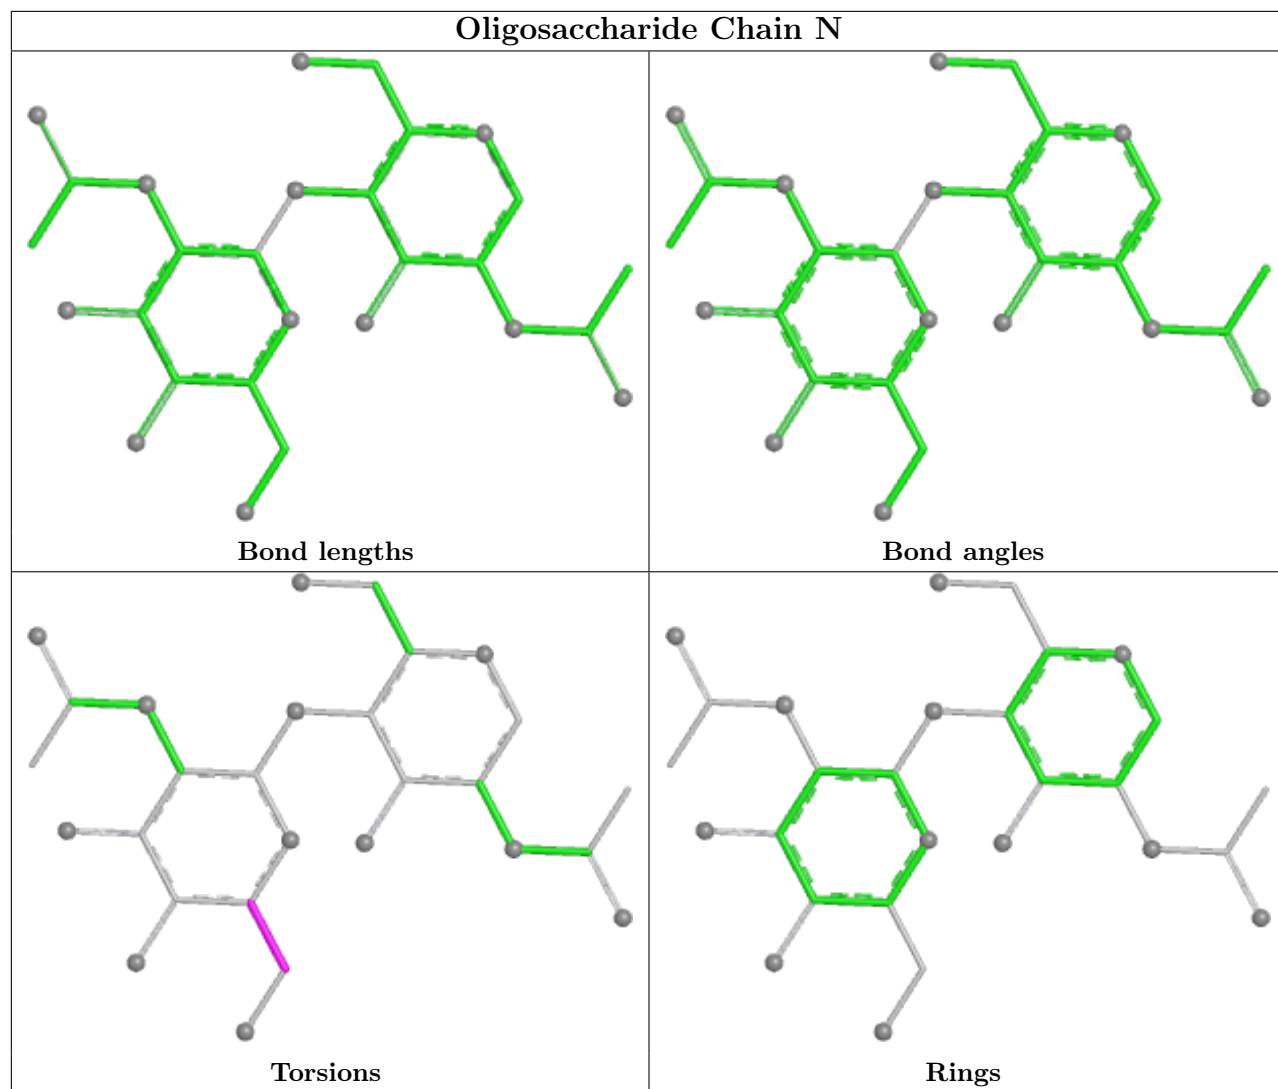 Oligosaccharide Chain N
Bond lengths
Bond angles
Torsions
Rings